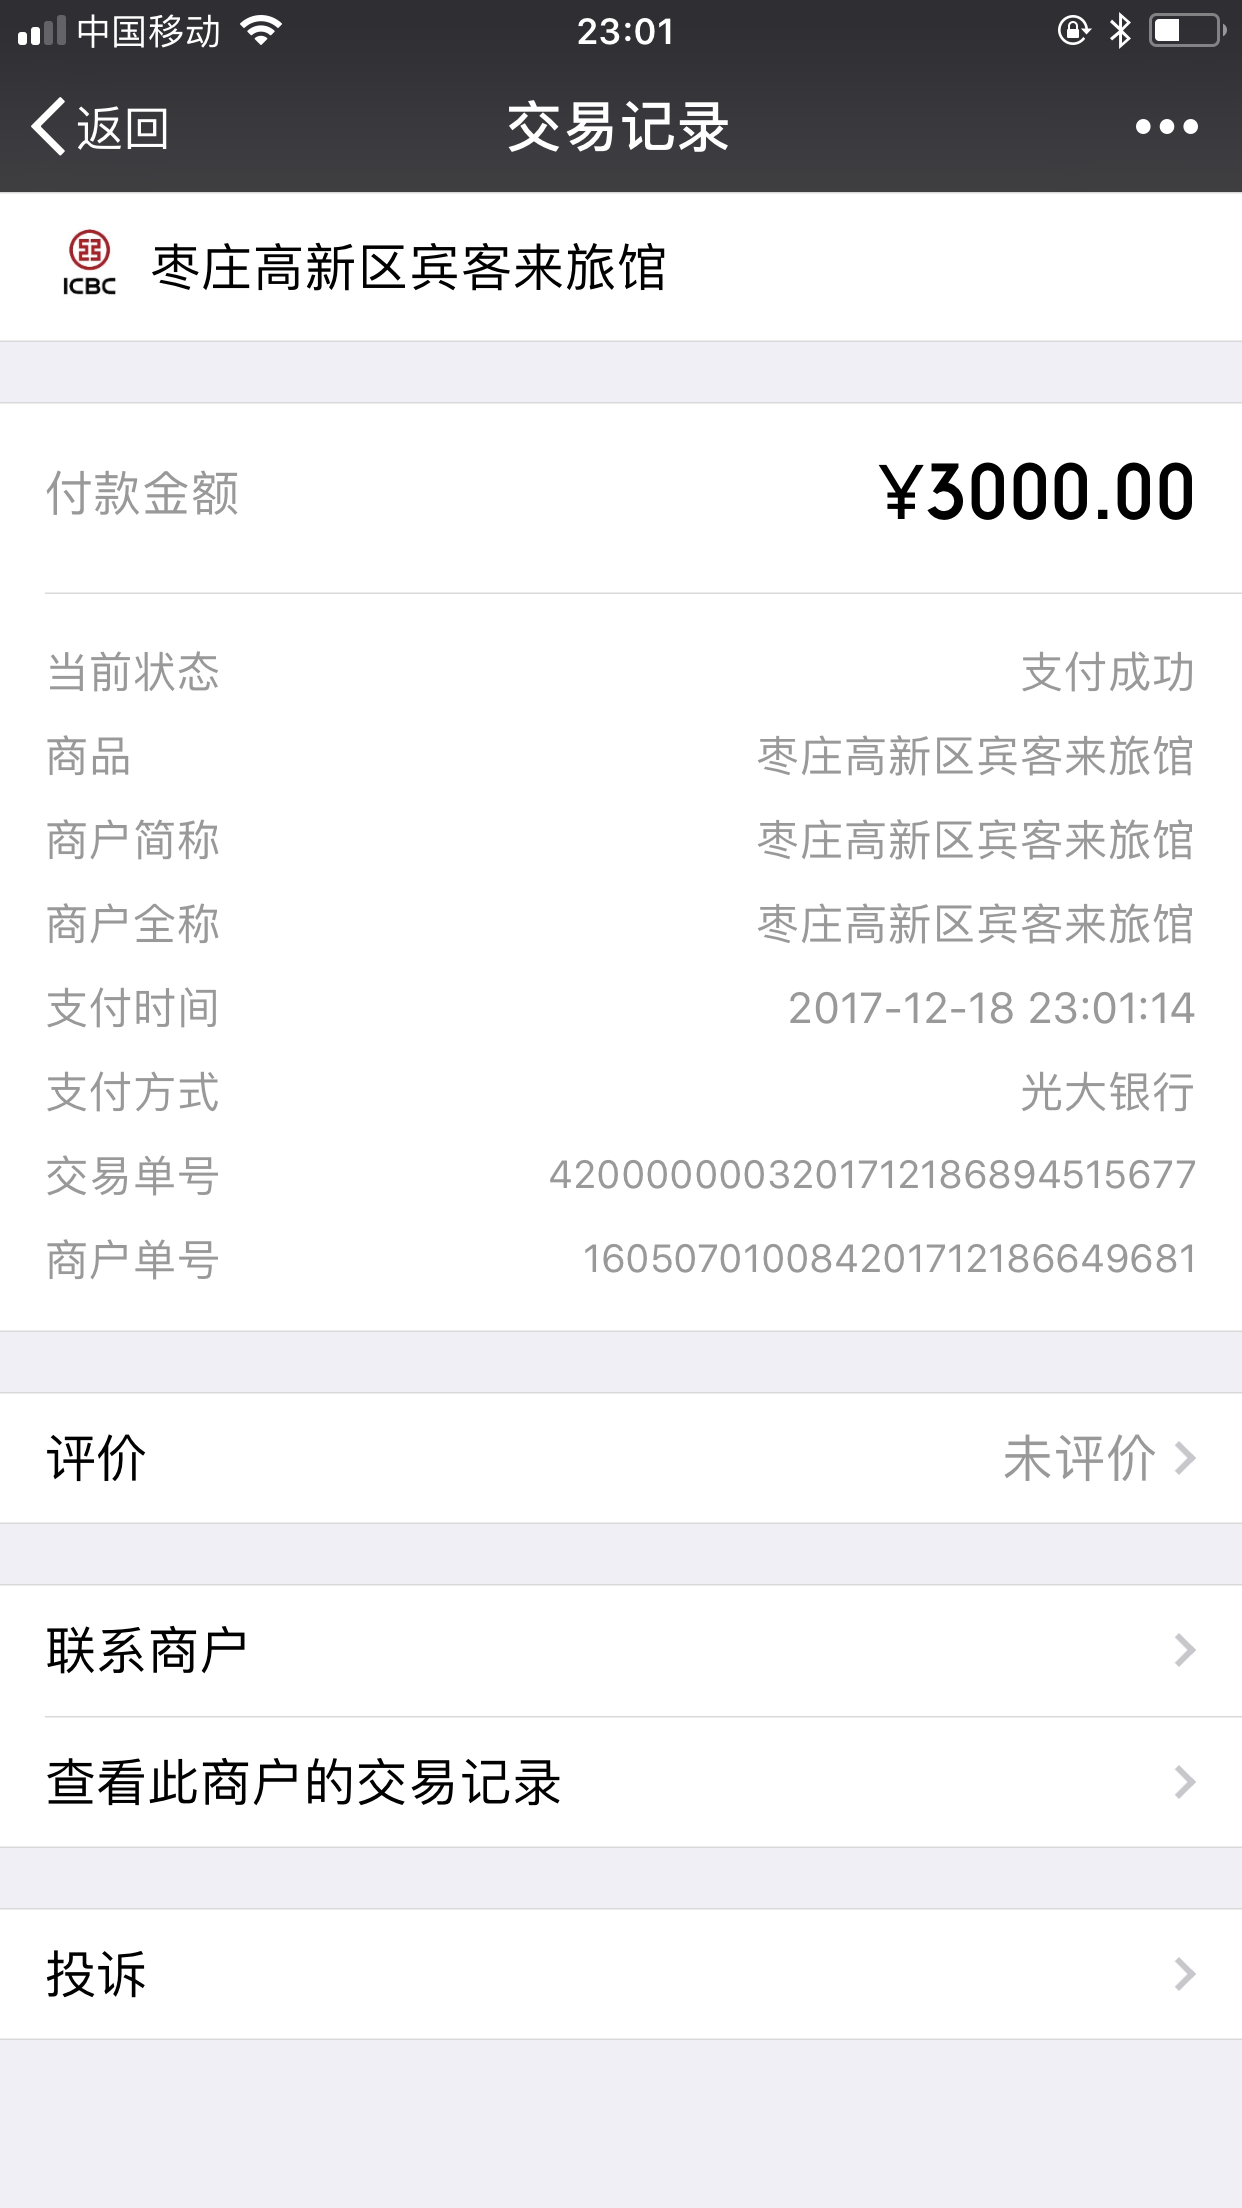 中国移动 23:01
返回 交易记录
ICBC 枣庄高新区宾客来旅馆
付款金额 ¥3000.00
当前状态 支付成功
商品 枣庄高新区宾客来旅馆
商户简称 枣庄高新区宾客来旅馆
商户全称 枣庄高新区宾客来旅馆
支付时间 2017-12-18 23:01:14
支付方式 光大银行
交易单号 4200000003201712186894515677
商户单号 160507010084201712186649681
评价 未评价
联系商户
查看此商户的交易记录
投诉